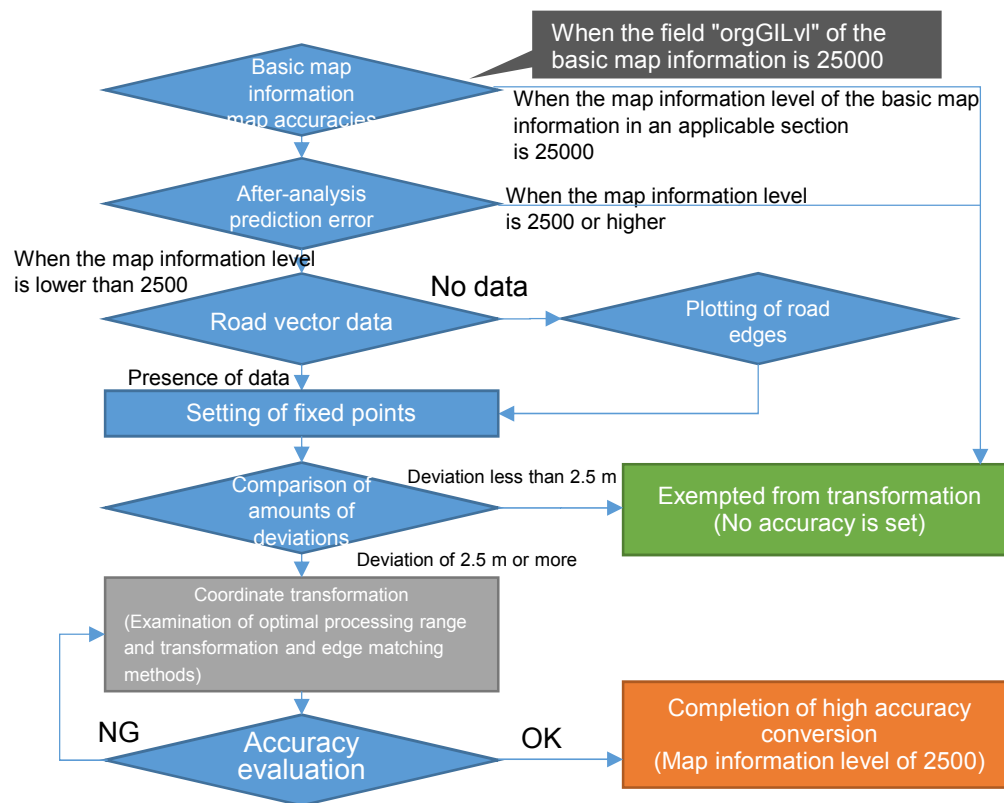 When the field "orgGILvl" of the
basic map information is 25000
Basic map
information
map accuracies
When the map information level of the basic map
information in an applicable section
is 25000
After-analysis
prediction error
When the map information level
is 2500 or higher
When the map information level
is lower than 2500
No data
Road vector data
Plotting of road
edges
Presence of data
Setting of fixed points
Comparison of
amounts of
deviations
Deviation less than 2.5 m
Exempted from transformation
(No accuracy is set)
Deviation of 2.5 m or more
Coordinate transformation
(Examination of optimal processing range
and transformation and edge matching
methods)
NG
Accuracy
evaluation
OK
Completion of high accuracy
conversion
(Map information level of 2500)